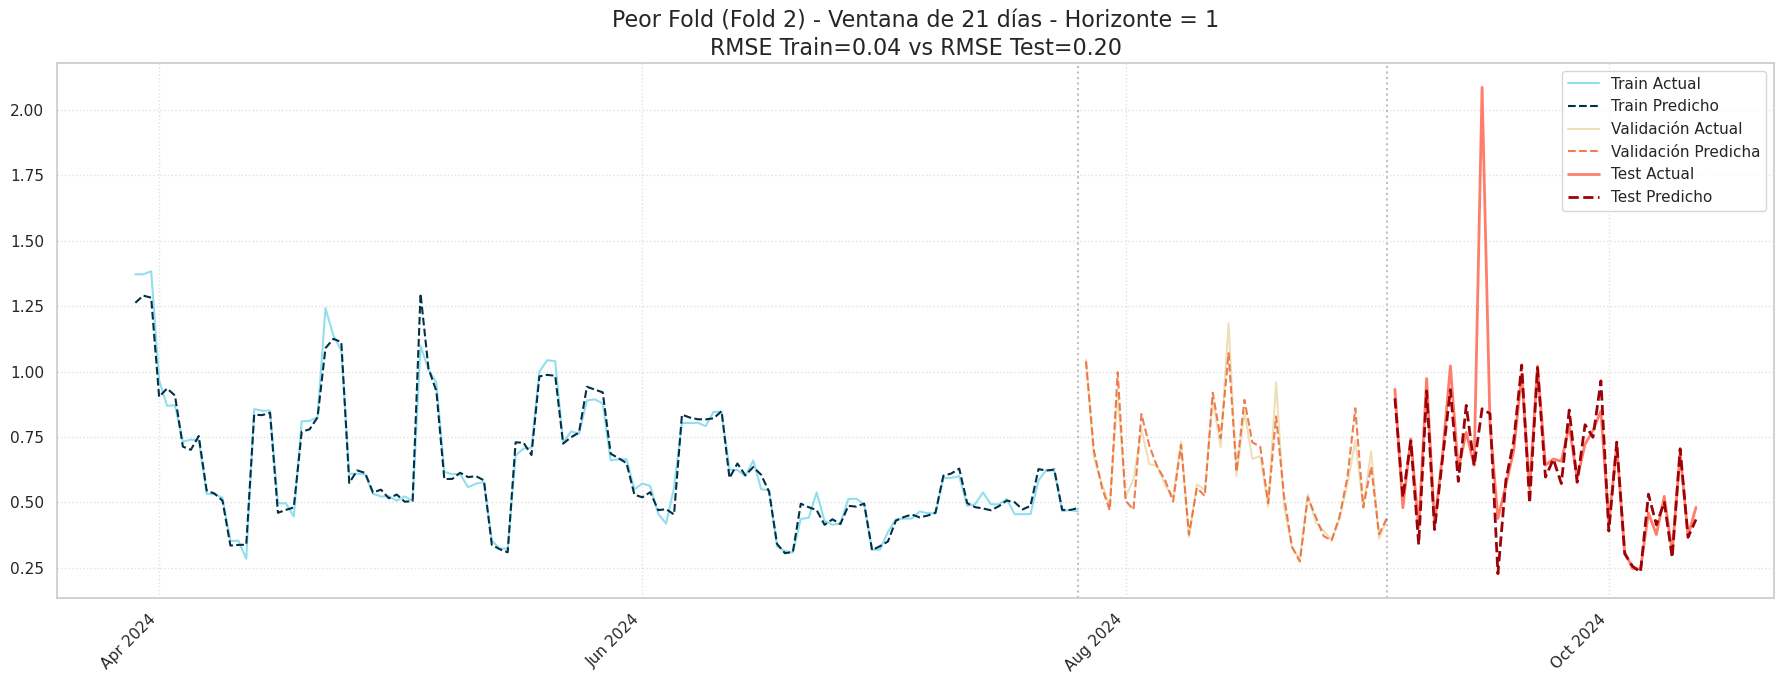 Peor Fold (Fold 2) - Ventana de 21 días - Horizonte = 1
RMSE Train=0.04 vs RMSE Test=0.20
2.00
1.75
1.50
1.25
1.00
0.75
0.50
0.25
Train Actual
Train Predicho
Validación Actual
Validación Predicha
Test Actual
Test Predicho
Apr 2024
Jun 2024
Aug 2024
Oct 2024